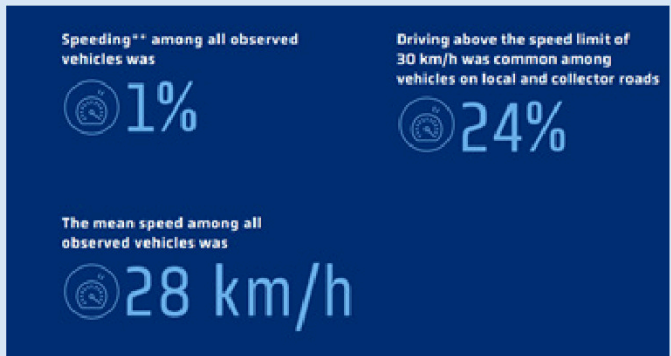 Speeding** among all observed
vehicles was
1%
Driving above the speed limit of
30 km/h was common among
vehicles on local and collector roads
24%
The mean speed among all
observed vehicles was
28 km/h